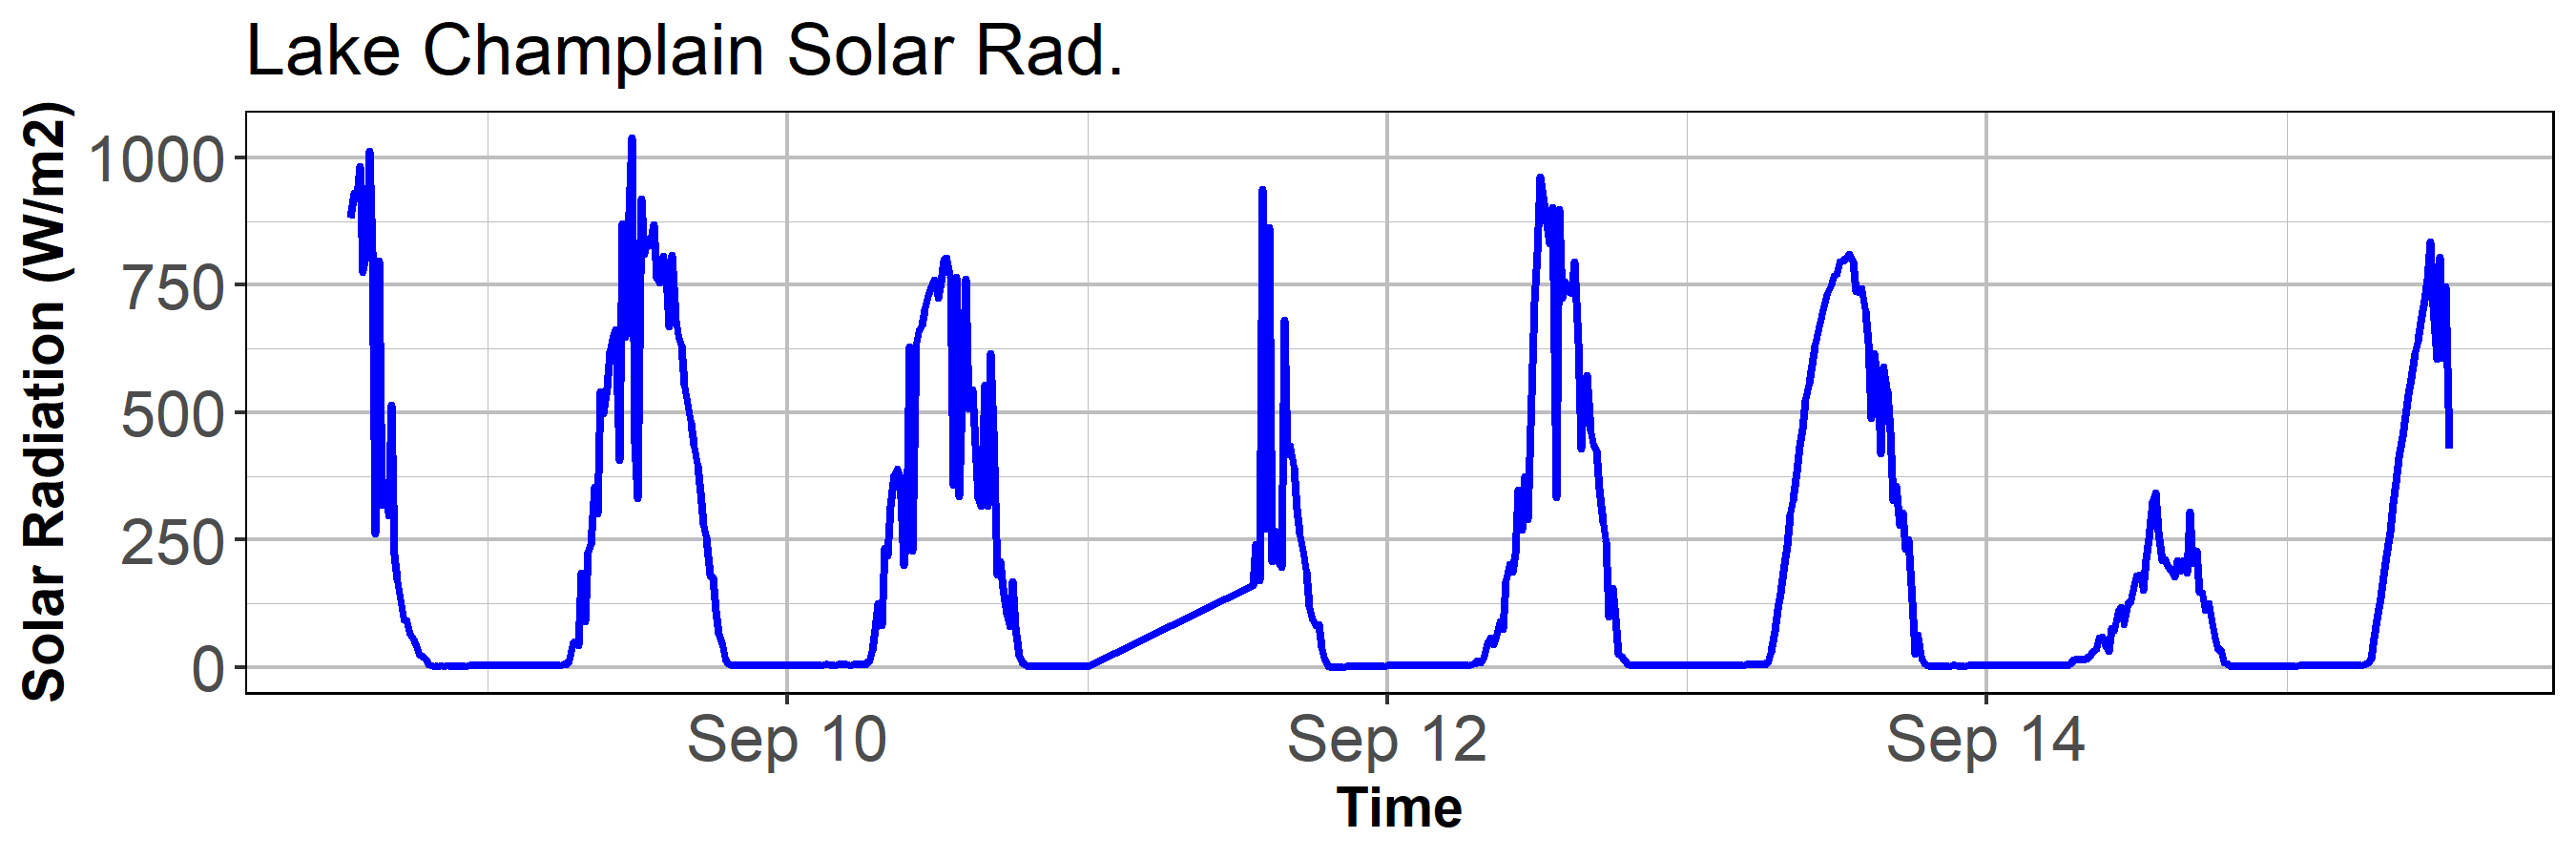 Lake Champlain Solar Rad.
Solar Radiation (W/m2)
1000
750
500
250
0
Sep 10
Sep 12
Sep 14
Time